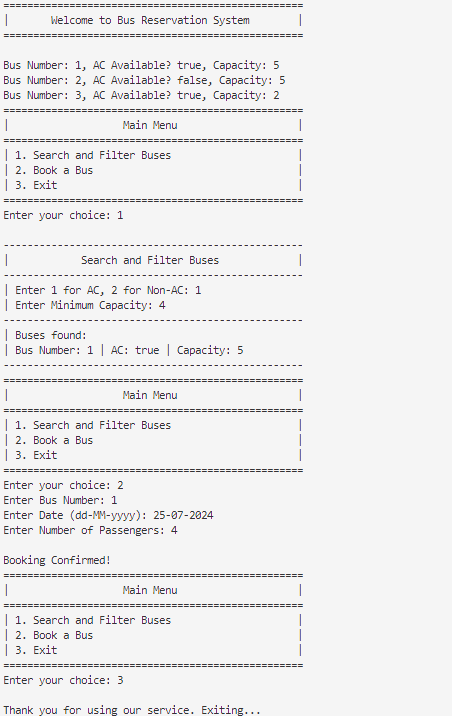 ==================================================
|       Welcome to Bus Reservation System        |
==================================================

Bus Number: 1, AC Available? true, Capacity: 5
Bus Number: 2, AC Available? false, Capacity: 5
Bus Number: 3, AC Available? true, Capacity: 2
==================================================
|                   Main Menu                    |
==================================================
| 1. Search and Filter Buses                     |
| 2. Book a Bus                                  |
| 3. Exit                                        |
==================================================
Enter your choice: 1

--------------------------------------------------
|            Search and Filter Buses             |
--------------------------------------------------
| Enter 1 for AC, 2 for Non-AC: 1
| Enter Minimum Capacity: 4
--------------------------------------------------
| Buses found:
| Bus Number: 1 | AC: true | Capacity: 5
--------------------------------------------------
==================================================
|                   Main Menu                    |
==================================================
| 1. Search and Filter Buses                     |
| 2. Book a Bus                                  |
| 3. Exit                                        |
==================================================
Enter your choice: 2
Enter Bus Number: 1
Enter Date (dd-MM-yyyy): 25-07-2024
Enter Number of Passengers: 4

Booking Confirmed!
==================================================
|                   Main Menu                    |
==================================================
| 1. Search and Filter Buses                     |
| 2. Book a Bus                                  |
| 3. Exit                                        |
==================================================
Enter your choice: 3

Thank you for using our service. Exiting...